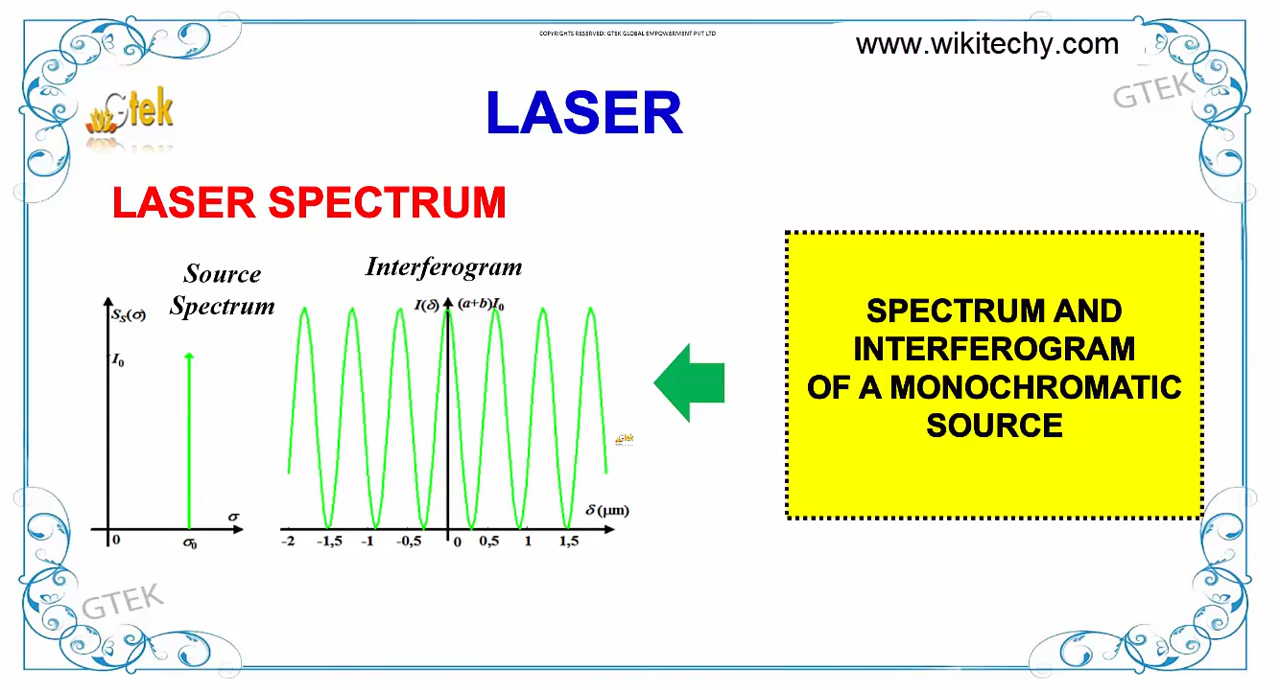 COPYRIGHTS RESERVED: GTEK GLOBAL EMPOWERMENT PVT LTD
www.wikitechy.com
GTEK
Gtek
LASER
LASER SPECTRUM
Source
Spectrum
Interferogram
S_S(σ)
I₀
σ
0
σ₀
I(δ)
(a+b)I₀
δ(μm)
-2 -1,5 -1 -0,5 0 0,5 1 1,5
Gtek
SPECTRUM AND
INTERFEROGRAM
OF A MONOCHROMATIC
SOURCE
GTEK